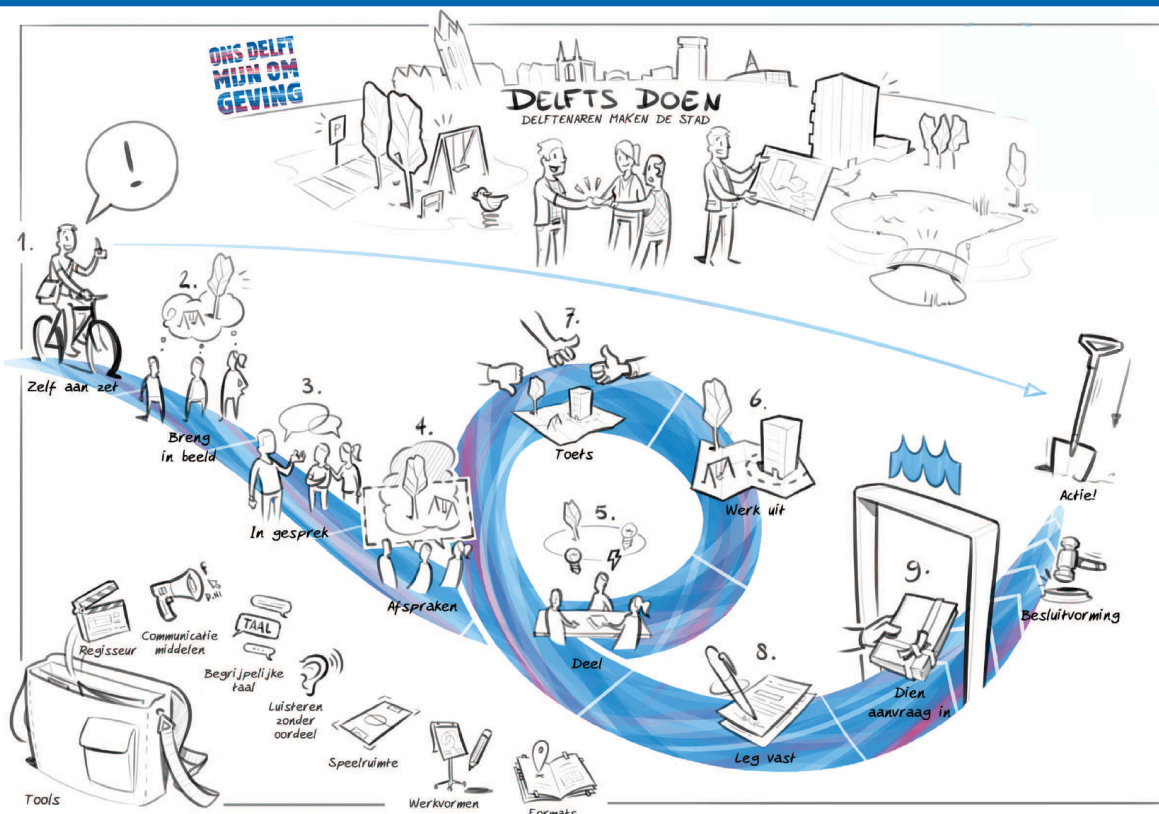 ONS DELFT
MIJN OM
GEVING
DELFTS DOEN
DELFTENAREN MAKEN DE STAD
P
!
1.
Zelf aan zet
2.
Breng
in beeld
3.
In gesprek
4.
Afspraken
5.
Deel
6.
Werk uit
7.
Toets
8.
Leg vast
9.
Dien
aanvraag in
Besluitvorming
Actie!
Tools
Regisseur
Communicatie
middelen
TAAL
Begrijpelijke
taal
Luisteren
zonder
oordeel
Speelruimte
Werkvormen
Formats